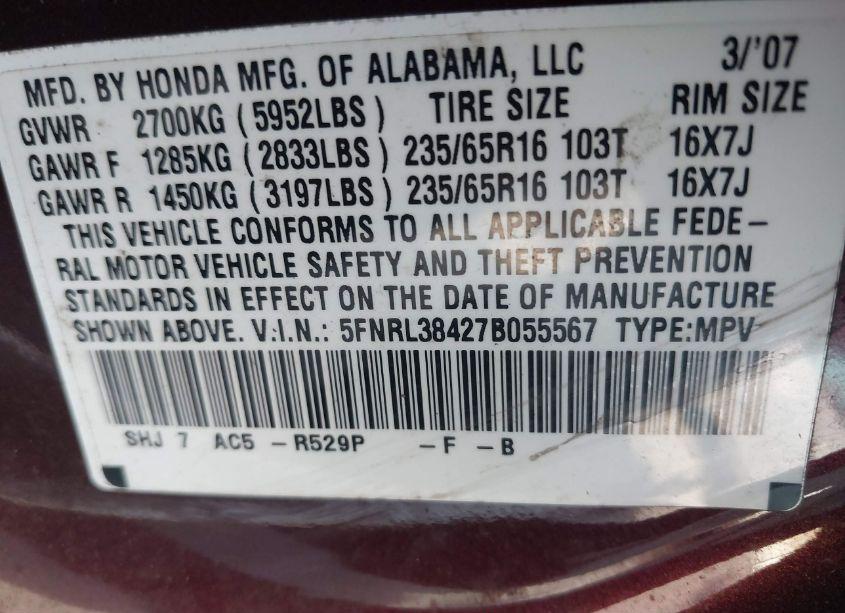 MFD. BY HONDA MFG. OF ALABAMA, LLC 3/'07
GVWR 2700KG (5952LBS) TIRE SIZE RIM SIZE
GAWR F 1285KG (2833LBS) 235/65R16 103T 16X7J
GAWR R 1450KG (3197LBS) 235/65R16 103T 16X7J
THIS VEHICLE CONFORMS TO ALL APPLICABLE FEDE-
RAL MOTOR VEHICLE SAFETY AND THEFT PREVENTION
STANDARDS IN EFFECT ON THE DATE OF MANUFACTURE
SHOWN ABOVE. V.I.N.: 5FNRL38427B055567 TYPE:MPV
SHJ 7 AC5 -R529P -F -B